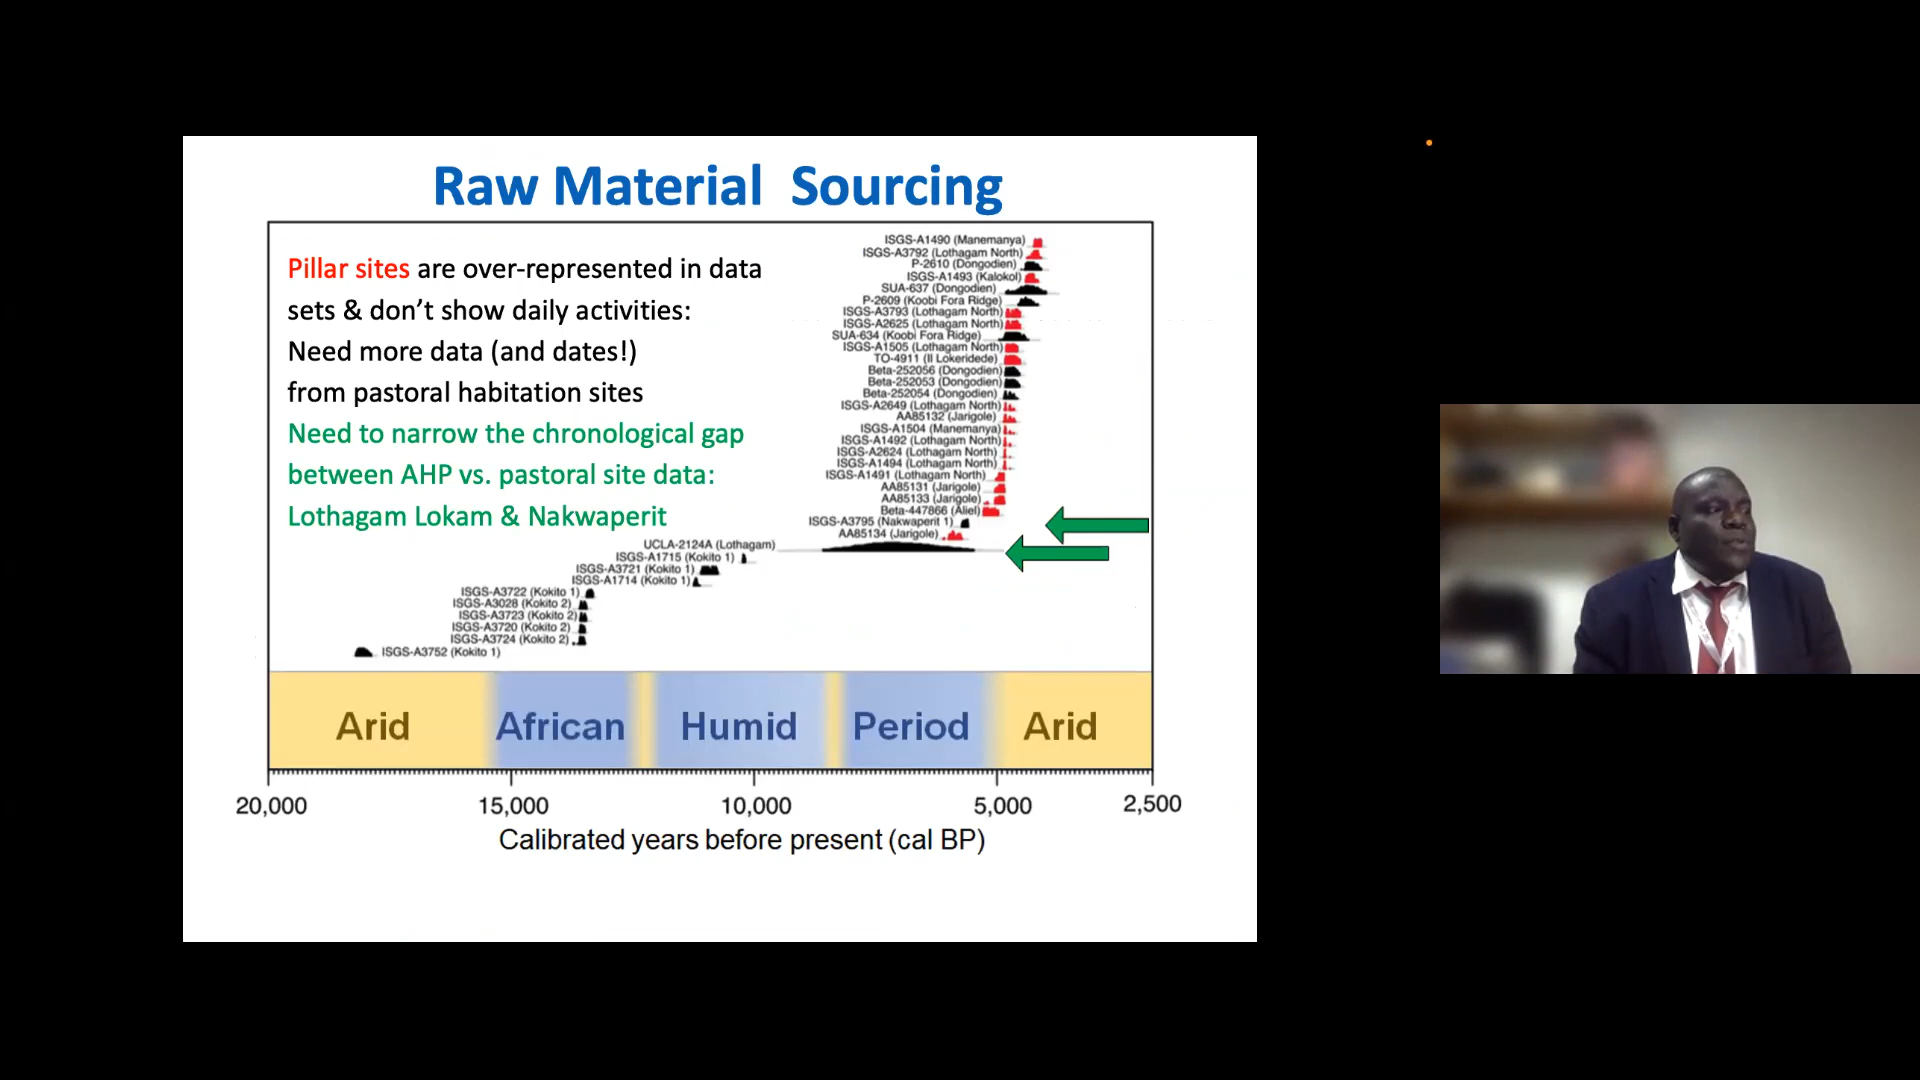 Raw Material  Sourcing
Pillar sites are over-represented in data
sets & don't show daily activities:
Need more data (and dates!)
from pastoral habitation sites
Need to narrow the chronological gap
between AHP vs. pastoral site data:
Lothagam Lokam & Nakwaperit
ISGS-A1490 (Manemanya)
ISGS-A3792 (Lothagam North)
P-2610 (Dongodien)
ISGS-A1493 (Kalokol)
SUA-637 (Dongodien)
P-2609 (Koobi Fora Ridge)
ISGS-A3793 (Lothagam North)
ISGS-A2625 (Lothagam North)
SUA-634 (Koobi Fora Ridge)
ISGS-A1505 (Lothagam North)
TO-4911 (Il Lokeridede)
Beta-252056 (Dongodien)
Beta-252053 (Dongodien)
Beta-252054 (Dongodien)
ISGS-A2649 (Lothagam North)
AA85132 (Jarigole)
ISGS-A1504 (Manemanya)
ISGS-A1492 (Lothagam North)
ISGS-A2624 (Lothagam North)
ISGS-A1494 (Lothagam North)
ISGS-A1491 (Lothagam North)
AA85131 (Jarigole)
AA85133 (Jarigole)
Beta-447866 (Aliel)
ISGS-A3795 (Nakwaperit 1)
AA85134 (Jarigole)
UCLA-2124A (Lothagam)
ISGS-A1715 (Kokito 1)
ISGS-A3721 (Kokito 1)
ISGS-A1714 (Kokito 1)
ISGS-A3722 (Kokito 1)
ISGS-A3028 (Kokito 2)
ISGS-A3723 (Kokito 2)
ISGS-A3720 (Kokito 2)
ISGS-A3724 (Kokito 2)
ISGS-A3752 (Kokito 1)
Arid African Humid Period Arid
20,000 15,000 10,000 5,000 2,500
Calibrated years before present (cal BP)